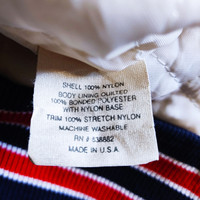 SHELL 100% NYLON
BODY LINING QUILTED
100% BONDED POLYESTER
WITH NYLON BASE
TRIM 100% STRETCH NYLON
MACHINE WASHABLE
RN # 538882
MADE IN U.S.A.